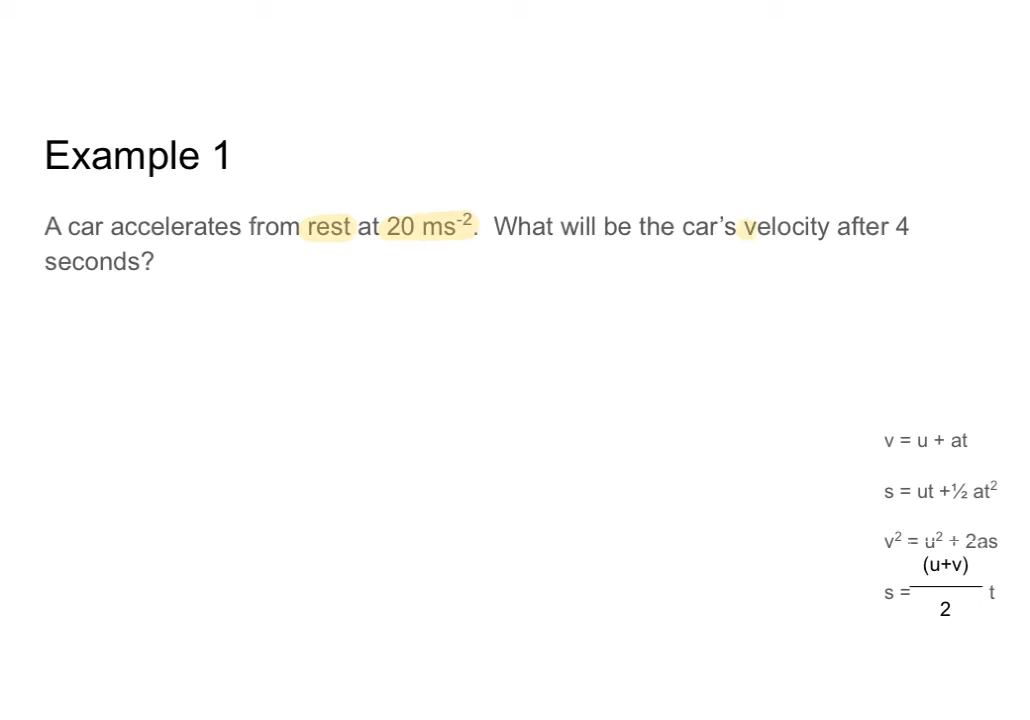 Example 1
A car accelerates from rest at 20 ms⁻². What will be the car's velocity after 4
seconds?
v = u + at
s = ut +½ at²
v² = u² + 2as
(u+v)
s = t
2